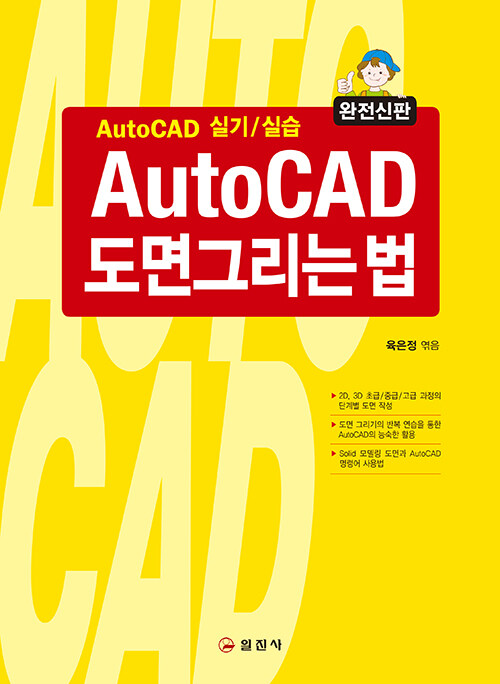 AUTO
CAD
완전신판
AutoCAD 실기/실습
AutoCAD
도면그리는 법
육은정 엮음
▶ 2D, 3D 초급/중급/고급 과정의
단계별 도면 작성
▶ 도면 그리기의 반복 연습을 통한
AutoCAD의 능숙한 활용
▶ Solid 모델링 도면과 AutoCAD
명령어 사용법
일진사